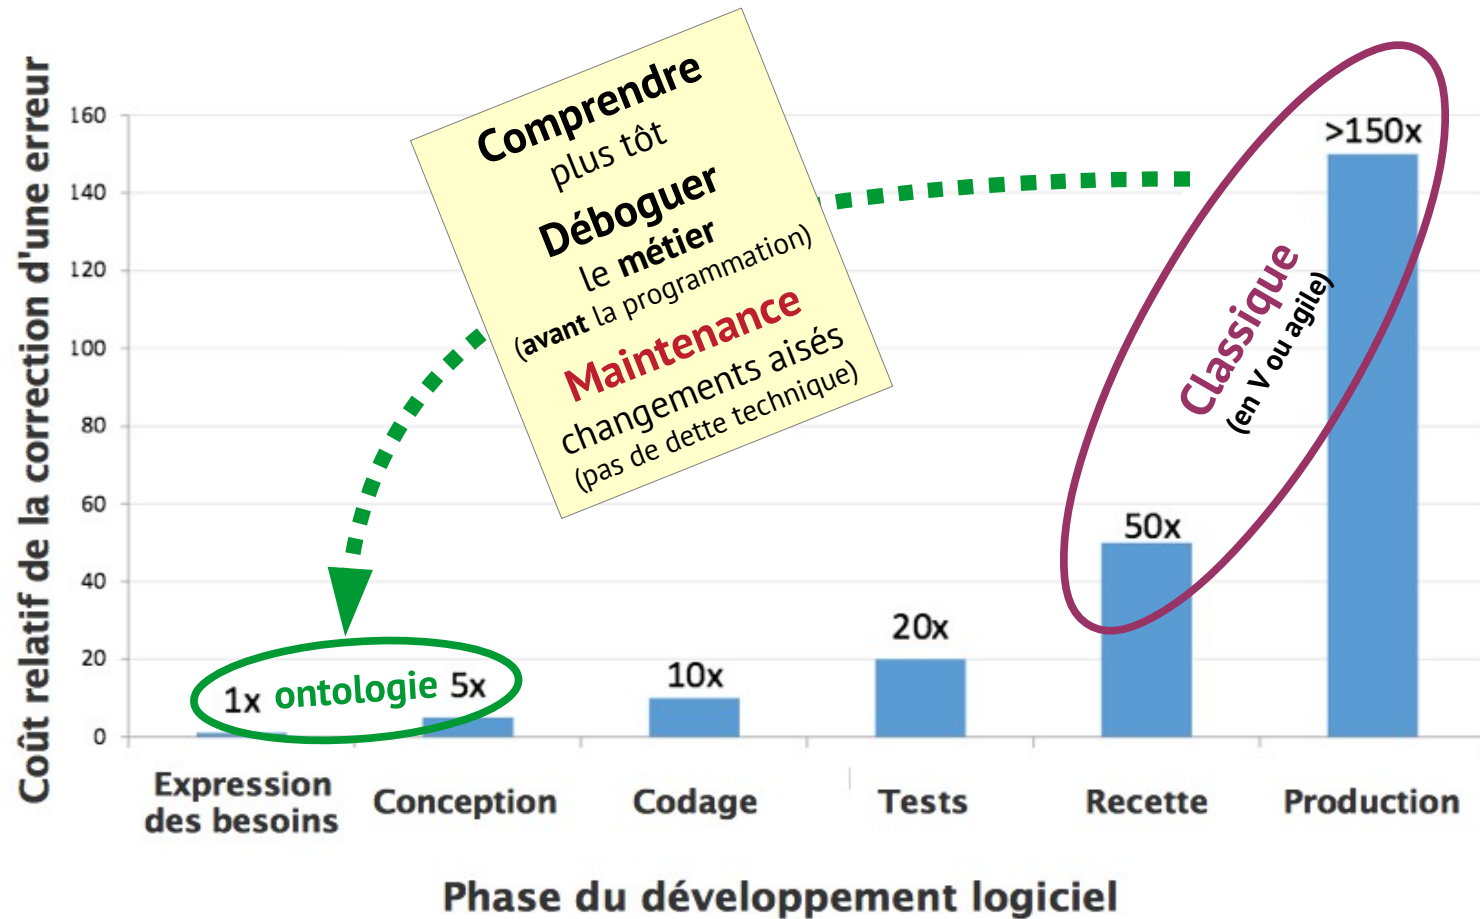 Coût relatif de la correction d'une erreur
160
140
120
100
80
60
40
20
0
Comprendre
plus tôt
Déboguer
le métier
(avant la programmation)
Maintenance
changements aisés
(pas de dette technique)
Classique
(en V ou agile)
1x
ontologie
5x
10x
20x
50x
>150x
Expression
des besoins
Conception
Codage
Tests
Recette
Production
Phase du développement logiciel